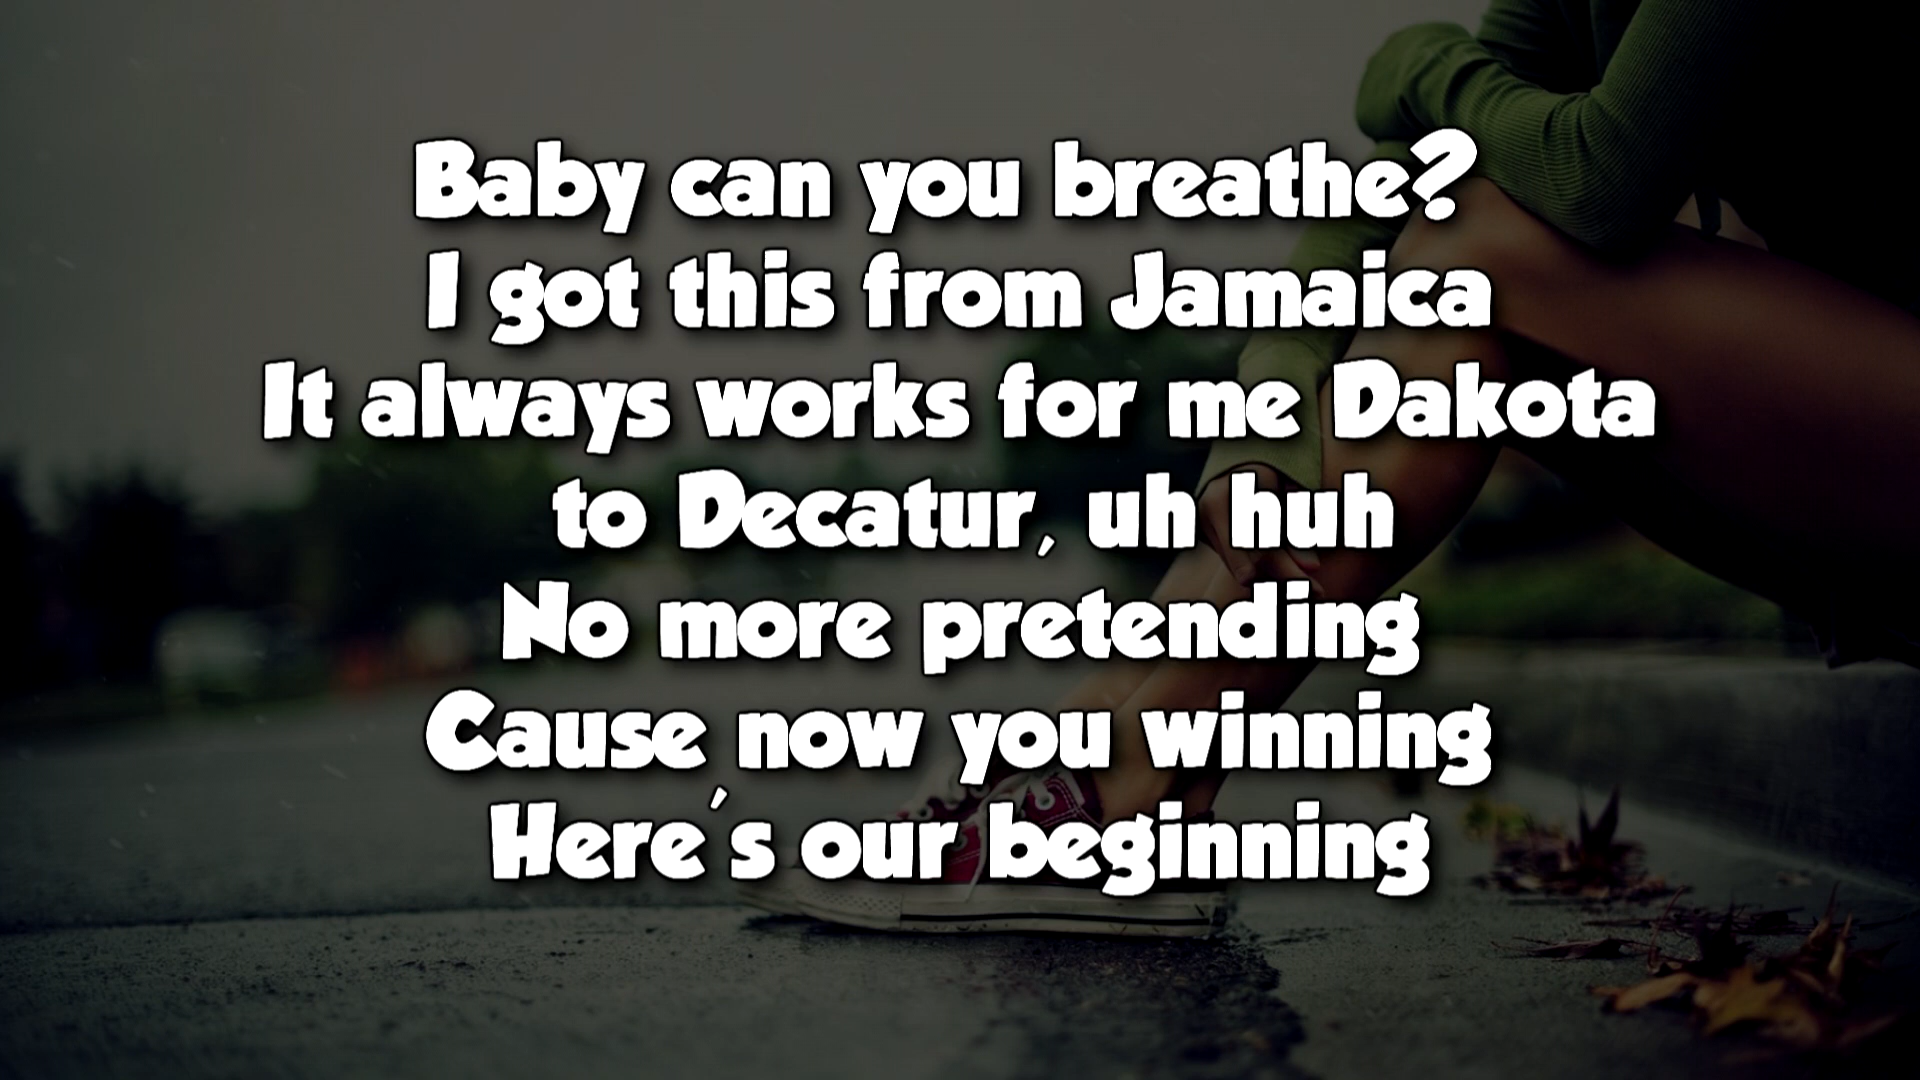 Baby can you breathe?
I got this from Jamaica
It always works for me Dakota
to Decatur, uh huh
No more pretending
Cause now you winning
Here's our beginning